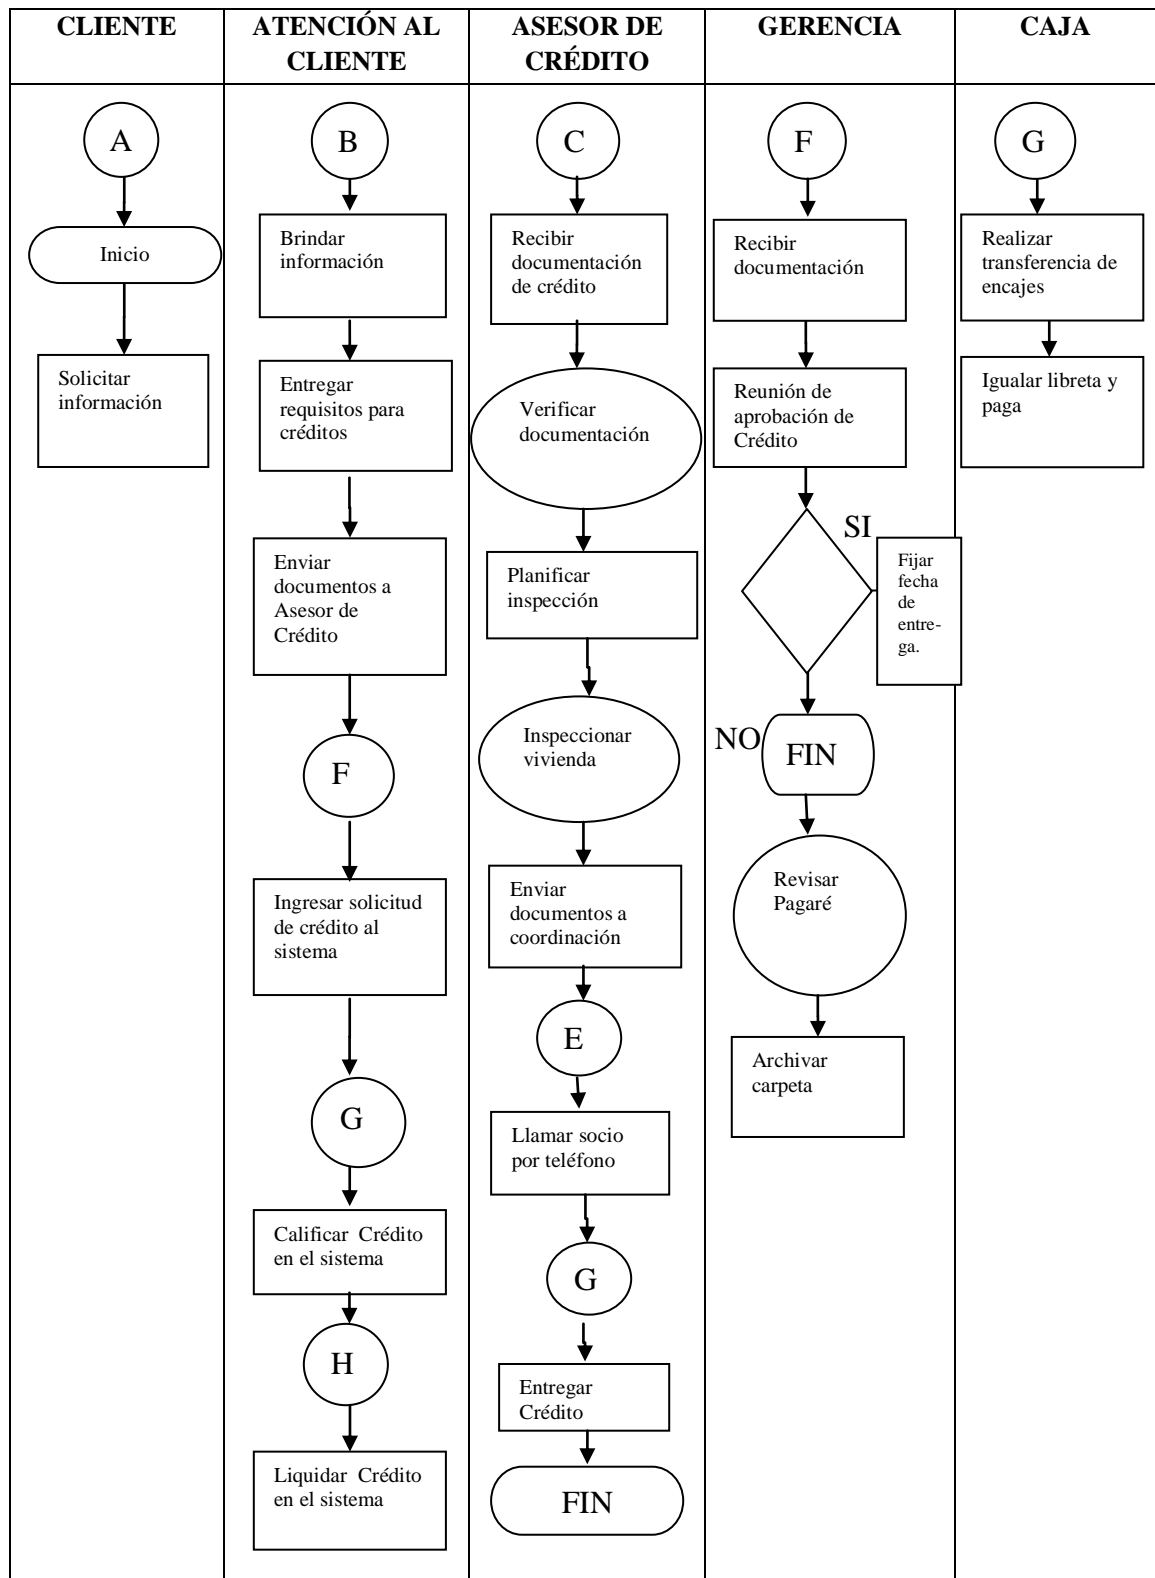 CLIENTE
ATENCIÓN AL
CLIENTE
ASESOR DE
CRÉDITO
GERENCIA
CAJA
A
Inicio
Solicitar
información
B
Brindar
información
Entregar
requisitos para
créditos
Enviar
documentos a
Asesor de
Crédito
F
Ingresar solicitud
de crédito al
sistema
G
Calificar Crédito
en el sistema
H
Liquidar Crédito
en el sistema
C
Recibir
documentación
de crédito
Verificar
documentación
Planificar
inspección
Inspeccionar
vivienda
Enviar
documentos a
coordinación
E
Llamar socio
por teléfono
G
Entregar
Crédito
FIN
F
Recibir
documentación
Reunión de
aprobación de
Crédito
SI
Fijar
fecha
de
entre-
ga.
NO
FIN
Revisar
Pagaré
Archivar
carpeta
G
Realizar
transferencia de
encajes
Igualar libreta y
paga